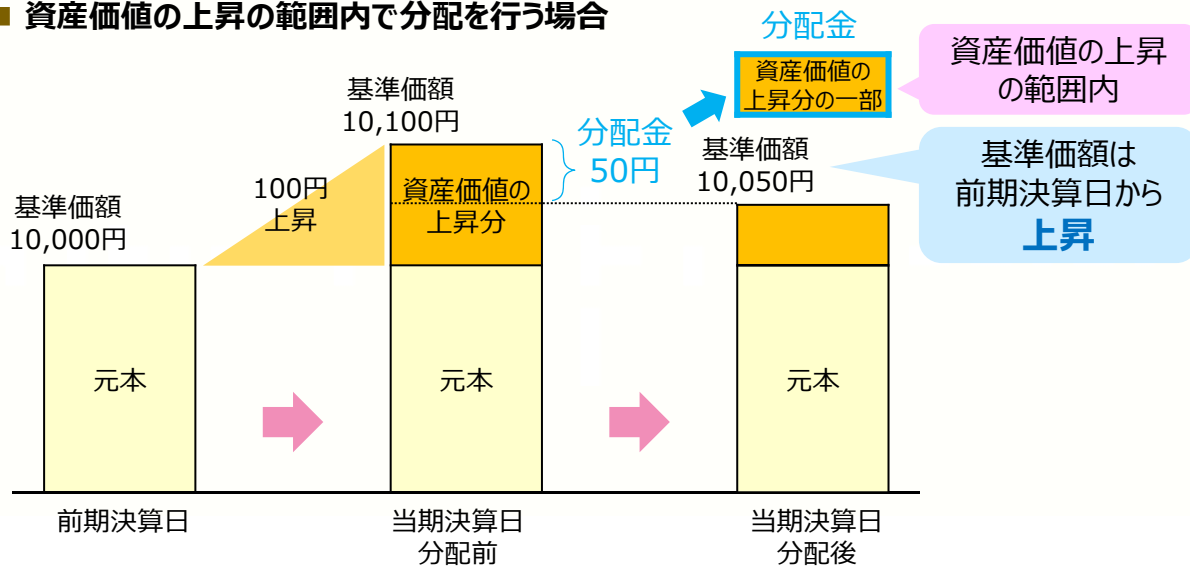 ■ 資産価値の上昇の範囲内で分配を行う場合
分配金
資産価値の
上昇分の一部
資産価値の上昇
の範囲内
基準価額
10,100円
分配金
50円
基準価額
10,050円
基準価額は
前期決算日から
上昇
100円
上昇
資産価値の
上昇分
基準価額
10,000円
元本
元本
元本
前期決算日
当期決算日
分配前
当期決算日
分配後